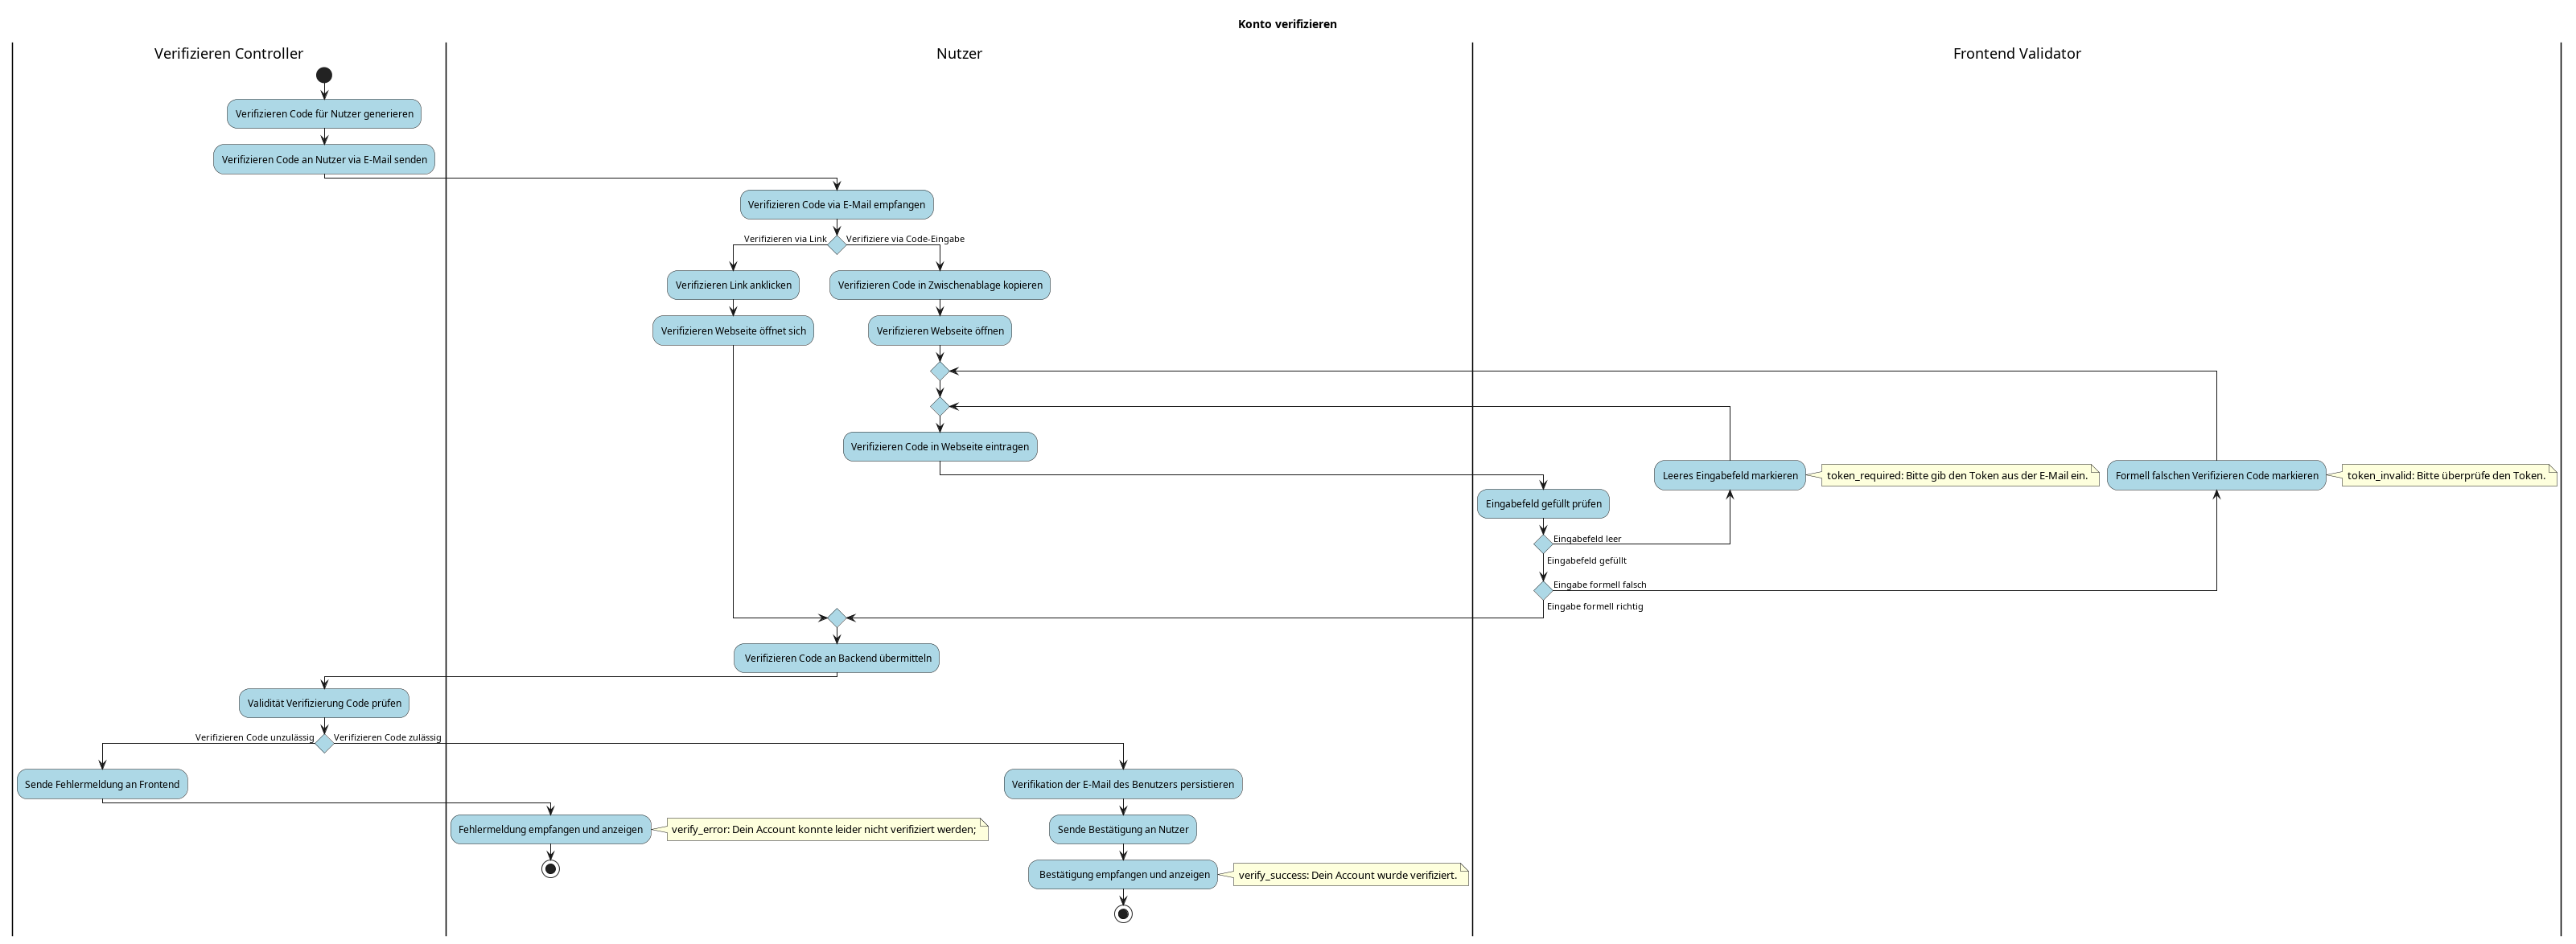 Konto verifizieren
Verifizieren Controller
Nutzer
Frontend Validator
Verifizieren Code für Nutzer generieren
Verifizieren Code an Nutzer via E-Mail senden
Verifizieren Code via E-Mail empfangen
Verifizieren via Link
Verifiziere via Code-Eingabe
Verifizieren Link anklicken
Verifizieren Code in Zwischenablage kopieren
Verifizieren Webseite öffnet sich
Verifizieren Webseite öffnen
Verifizieren Code in Webseite eintragen
Leeres Eingabefeld markieren
token_required: Bitte gib den Token aus der E-Mail ein.
Formell falschen Verifizieren Code markieren
token_invalid: Bitte überprüfe den Token.
Eingabefeld gefüllt prüfen
Eingabefeld leer
Eingabefeld gefüllt
Eingabe formell falsch
Eingabe formell richtig
Verifizieren Code an Backend übermitteln
Validität Verifizierung Code prüfen
Verifizieren Code unzulässig
Verifizieren Code zulässig
Sende Fehlermeldung an Frontend
Verifikation der E-Mail des Benutzers persistieren
Fehlermeldung empfangen und anzeigen
verify_error: Dein Account konnte leider nicht verifiziert werden;
Sende Bestätigung an Nutzer
Bestätigung empfangen und anzeigen
verify_success: Dein Account wurde verifiziert.